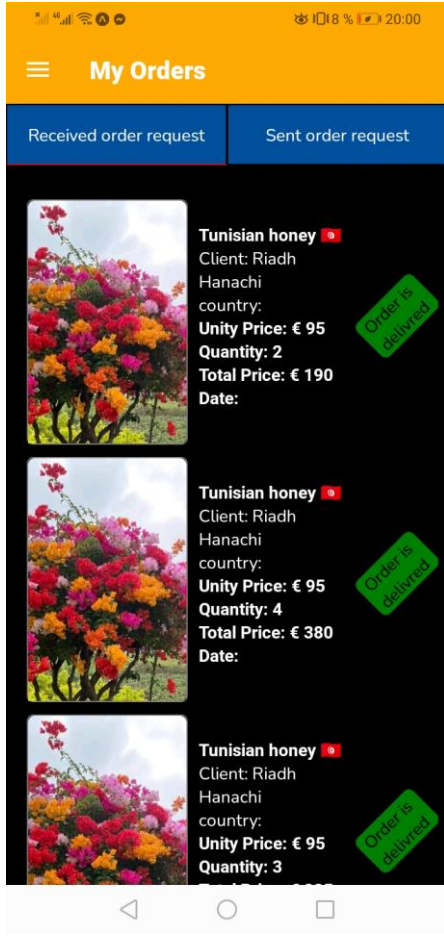 4G 8 % 20:00
My Orders
Received order request
Sent order request
Tunisian honey
Client: Riadh
Hanachi
country:
Unity Price: € 95
Quantity: 2
Total Price: € 190
Date:
Order is
delivred
Tunisian honey
Client: Riadh
Hanachi
country:
Unity Price: € 95
Quantity: 4
Total Price: € 380
Date:
Order is
delivred
Tunisian honey
Client: Riadh
Hanachi
country:
Unity Price: € 95
Quantity: 3
Order is
delivred